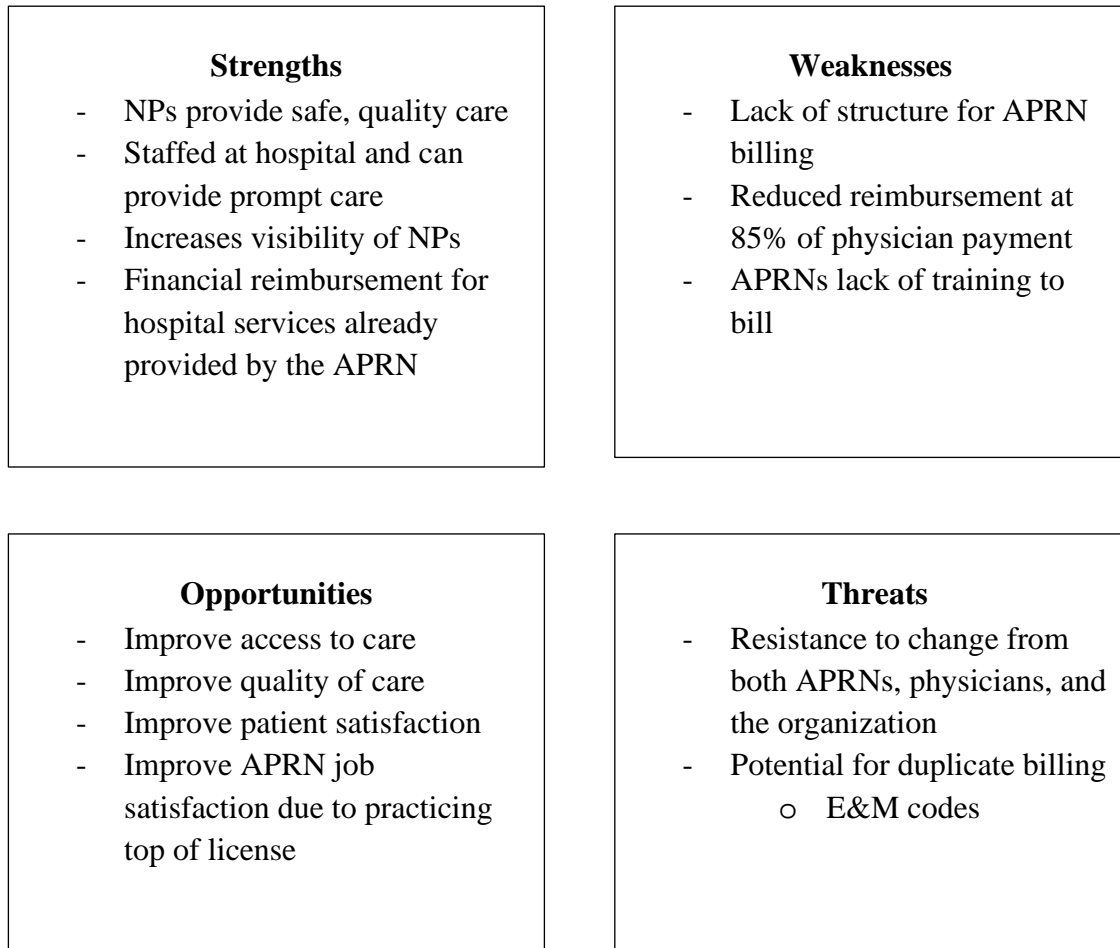 Strengths
- NPs provide safe, quality care
- Staffed at hospital and can
provide prompt care
- Increases visibility of NPs
- Financial reimbursement for
hospital services already
provided by the APRN
Weaknesses
- Lack of structure for APRN
billing
- Reduced reimbursement at
85% of physician payment
- APRNs lack of training to
bill
Opportunities
- Improve access to care
- Improve quality of care
- Improve patient satisfaction
- Improve APRN job
satisfaction due to practicing
top of license
Threats
- Resistance to change from
both APRNs, physicians, and
the organization
- Potential for duplicate billing
o E&M codes